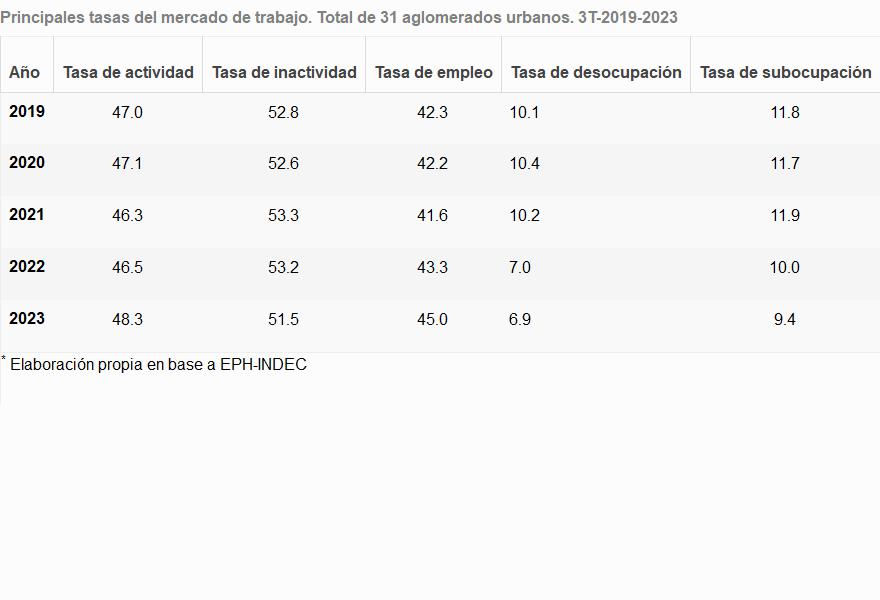 Principales tasas del mercado de trabajo. Total de 31 aglomerados urbanos. 3T-2019-2023
Año Tasa de actividad Tasa de inactividad Tasa de empleo Tasa de desocupación Tasa de subocupación
2019 47.0 52.8 42.3 10.1 11.8
2020 47.1 52.6 42.2 10.4 11.7
2021 46.3 53.3 41.6 10.2 11.9
2022 46.5 53.2 43.3 7.0 10.0
2023 48.3 51.5 45.0 6.9 9.4
* Elaboración propia en base a EPH-INDEC